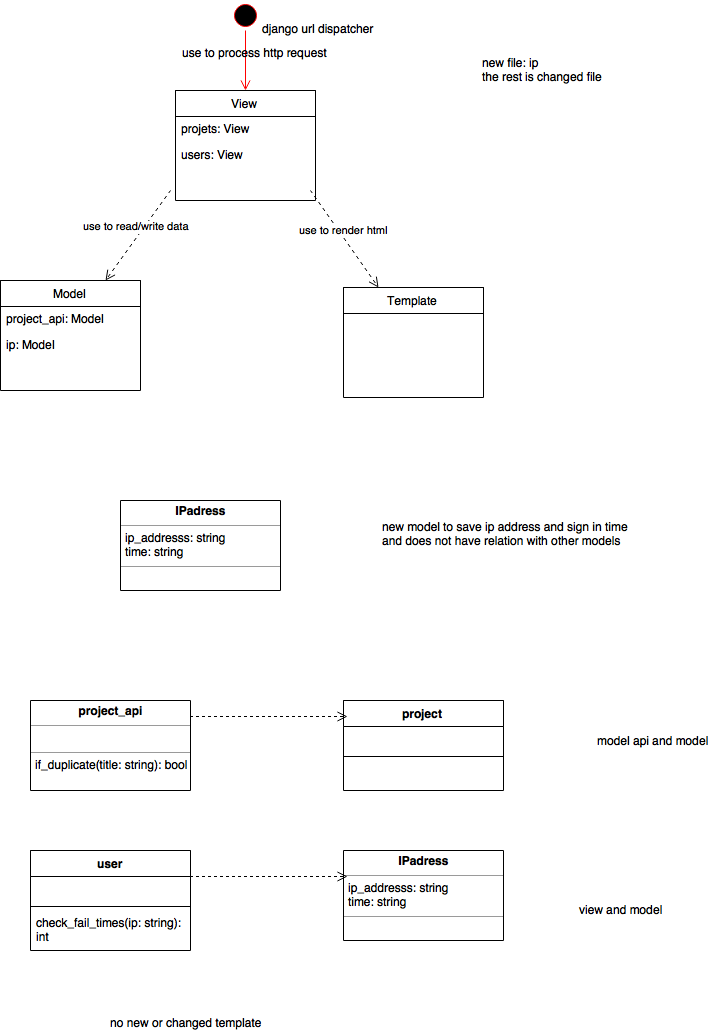 django url dispatcher
use to process http request
new file: ip
the rest is changed file
View
projets: View
users: View
use to read/write data
use to render html
Model
project_api: Model
ip: Model
Template
IPadress
ip_addresss: string
time: string
new model to save ip address and sign in time
and does not have relation with other models
project_api
if_duplicate(title: string): bool
project
model api and model
user
check_fail_times(ip: string):
int
IPadress
ip_addresss: string
time: string
view and model
no new or changed template